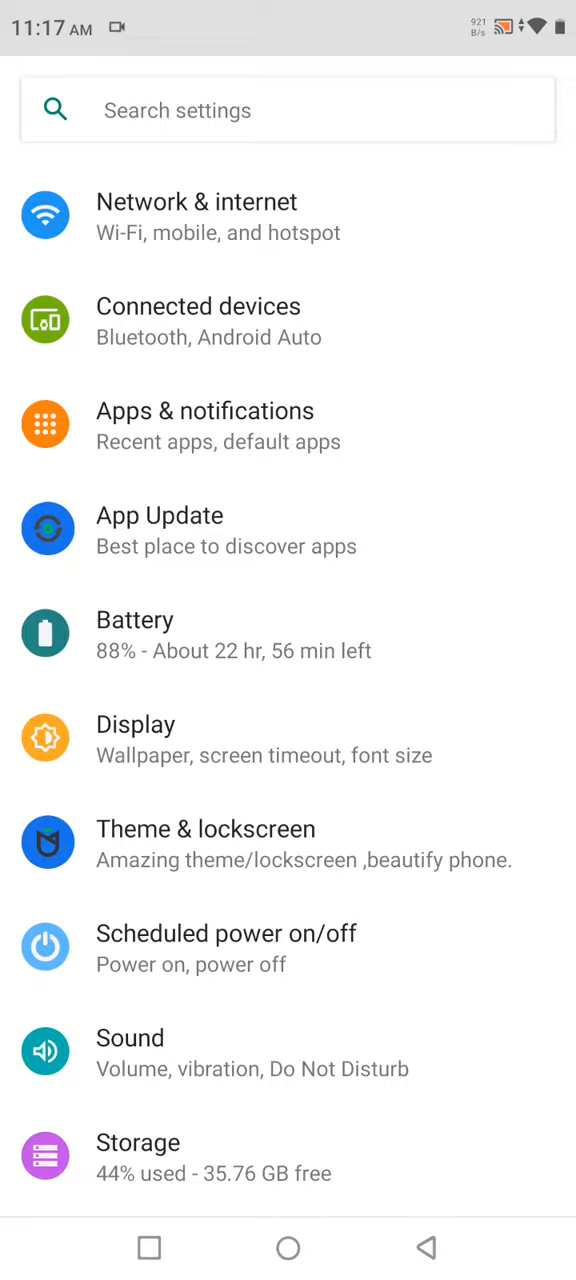 11:17 AM
921
B/s
Search settings
Network & internet
Wi-Fi, mobile, and hotspot
Connected devices
Bluetooth, Android Auto
Apps & notifications
Recent apps, default apps
App Update
Best place to discover apps
Battery
88% - About 22 hr, 56 min left
Display
Wallpaper, screen timeout, font size
Theme & lockscreen
Amazing theme/lockscreen ,beautify phone.
Scheduled power on/off
Power on, power off
Sound
Volume, vibration, Do Not Disturb
Storage
44% used - 35.76 GB free